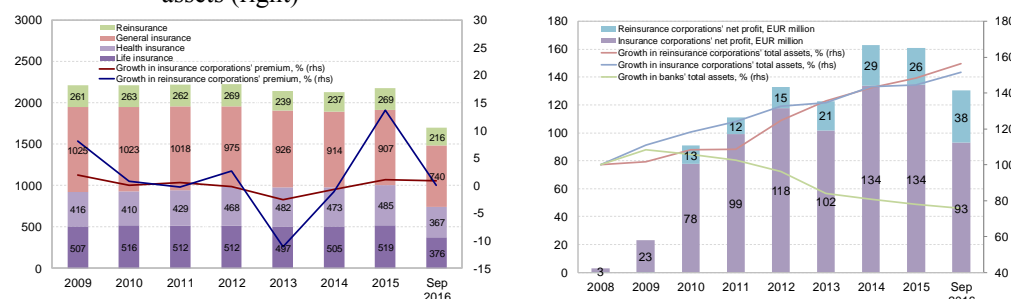 assets (right)
3000
2500
2000
1500
1000
500
0
30
25
20
15
10
5
0
-5
-10
-15
Reinsurance
General insurance
Health insurance
Life insurance
Growth in insurance corporations' premium, % (rhs)
Growth in reinsurance corporations' premium, % (rhs)
261 263 262 269 239 237 269 216
1025 1023 1018 975 926 914 907 740
416 410 429 468 482 473 485 367
507 516 512 512 497 505 519 376
2009 2010 2011 2012 2013 2014 2015 Sep
2016
180
160
140
120
100
80
60
40
20
0
180
160
140
120
100
80
60
40
Reinsurance corporations' net profit, EUR million
Insurance corporations' net profit, EUR million
Growth in reinsurance corporations' total assets, % (rhs)
Growth in insurance corporations' total assets, % (rhs)
Growth in banks' total assets, % (rhs)
13 12 15 21 29 26 38
3 23 78 99 118 102 134 134 93
2008 2009 2010 2011 2012 2013 2014 2015 Sep
2016